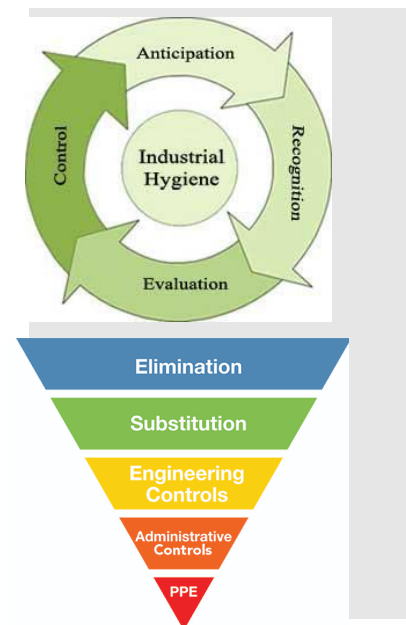 Anticipation
Recognition
Industrial
Hygiene
Control
Evaluation
Elimination
Substitution
Engineering
Controls
Administrative
Controls
PPE